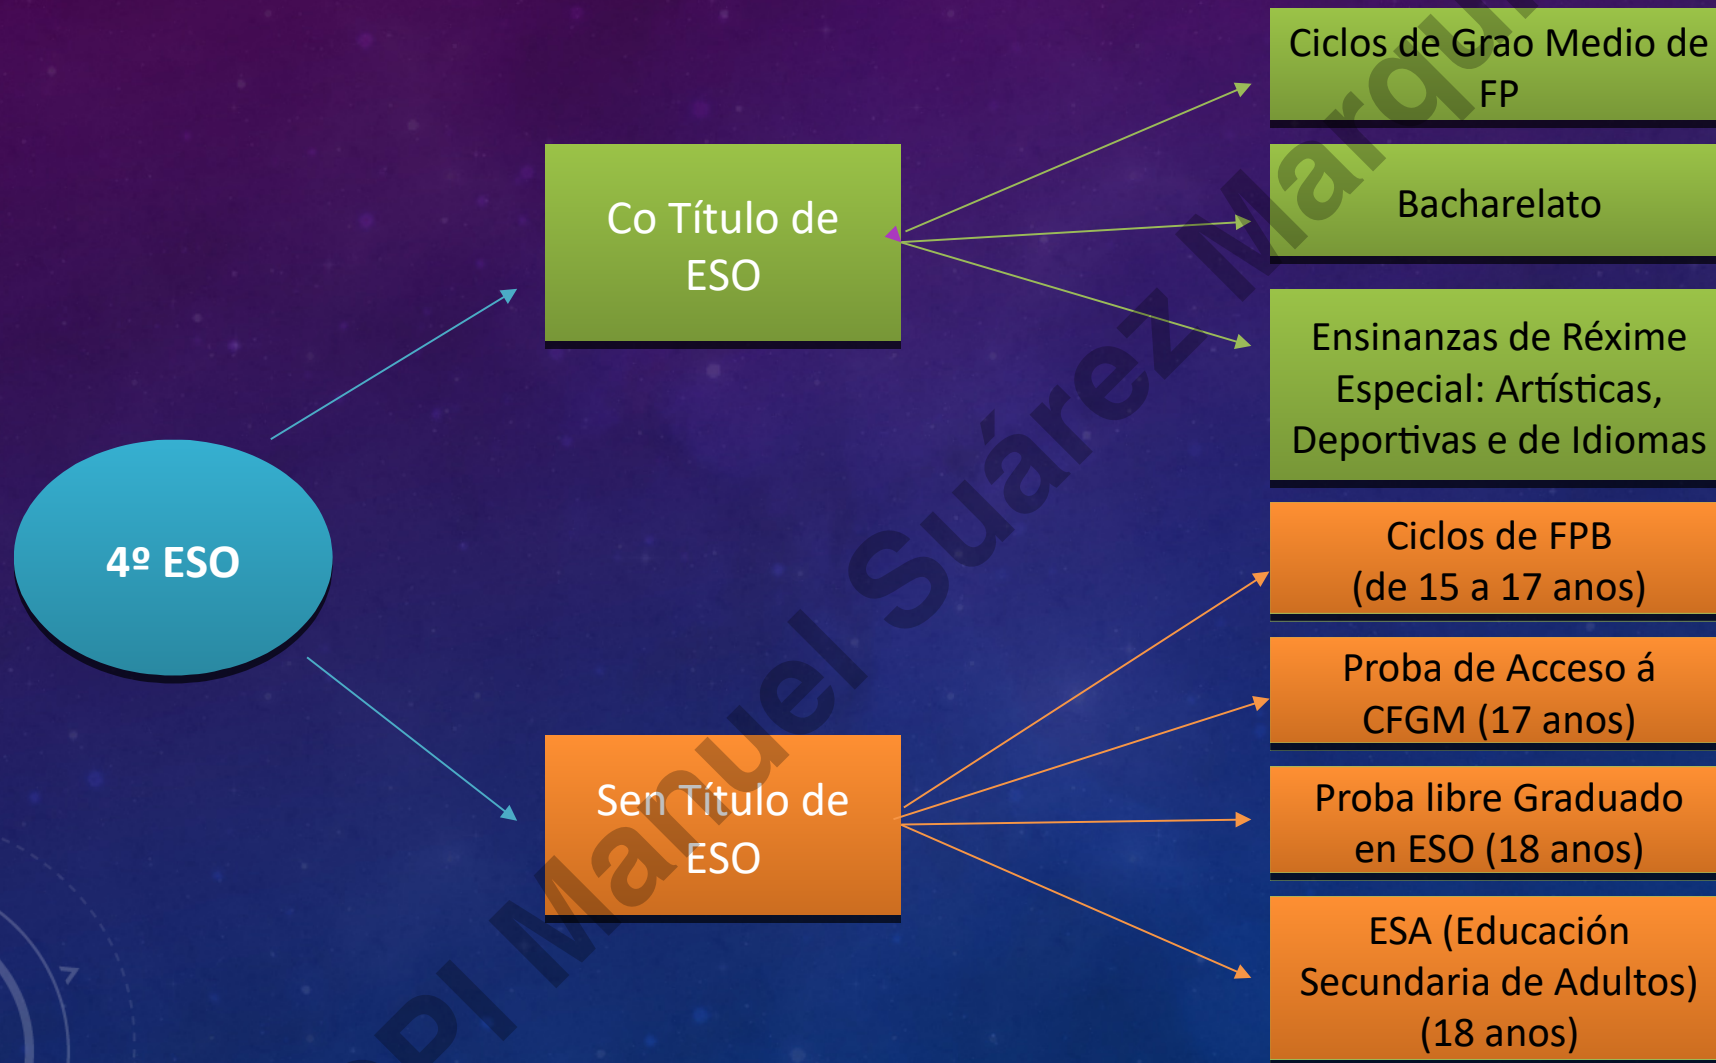 4º ESO
Co Título de
ESO
Ciclos de Grao Medio de
FP
Bacharelato
Ensinanzas de Réxime
Especial: Artísticas,
Deportivas e de Idiomas
Sen Título de
ESO
Ciclos de FPB
(de 15 a 17 anos)
Proba de Acceso á
CFGM (17 anos)
Proba libre Graduado
en ESO (18 anos)
ESA (Educación
Secundaria de Adultos)
(18 anos)
PI Manuel Suárez